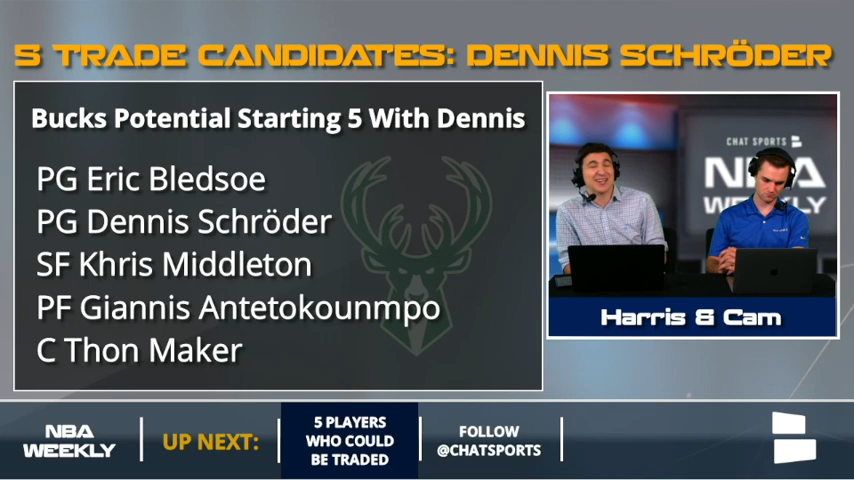 5 TRADE CANDIDATES: DENNIS SCHRÖDER
Bucks Potential Starting 5 With Dennis
PG Eric Bledsoe
PG Dennis Schröder
SF Khris Middleton
PF Giannis Antetokounmpo
C Thon Maker
CHAT SPORTS
NBA
WEEKLY
Harris & Cam
NBA
WEEKLY
UP NEXT:
5 PLAYERS
WHO COULD
BE TRADED
FOLLOW
@CHATSPORTS